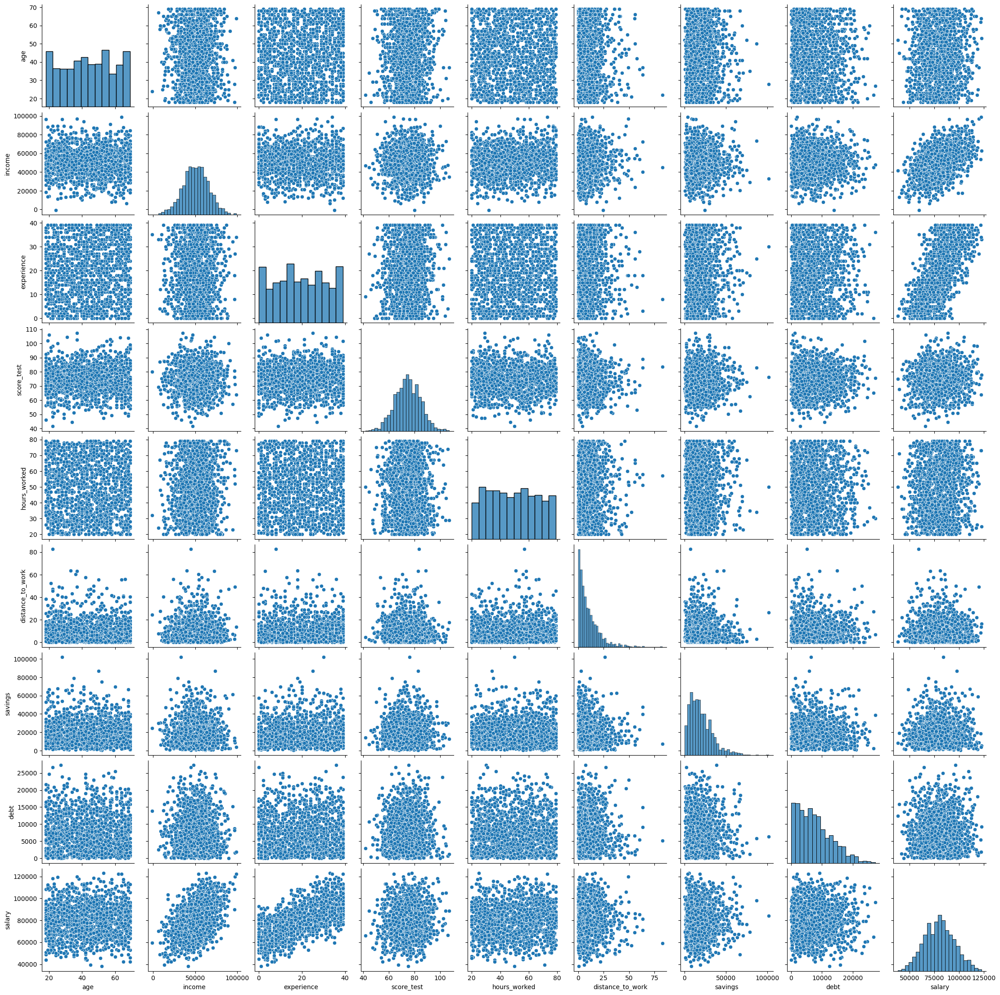 70
60
50
40
30
20
age
100000
80000
60000
40000
20000
0
income
40
30
20
10
0
experience
110
100
90
80
70
60
50
40
score_test
80
70
60
50
40
30
20
hours_worked
80
60
40
20
0
distance_to_work
100000
80000
60000
40000
20000
0
savings
25000
20000
15000
10000
5000
0
debt
120000
100000
80000
60000
40000
salary
20 40 60
0 50000 100000
0 10 20 30 40
40 60 80 100
20 40 60 80
0 25 50 75
0 50000 100000
0 10000 20000
50000 75000 100000 125000
age income experience score_test hours_worked distance_to_work savings debt salary